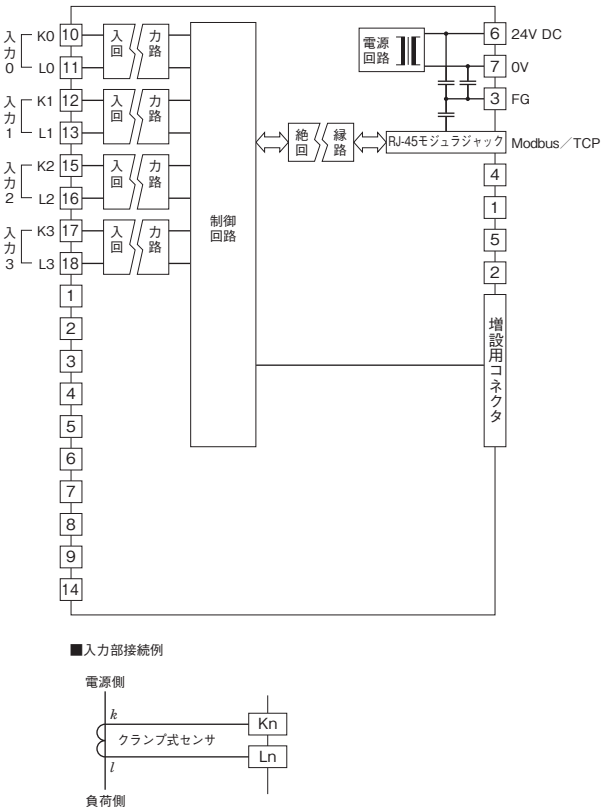 入力0
K0
10
L0
11
入力回路
入力1
K1
12
L1
13
入力回路
入力2
K2
15
L2
16
入力回路
入力3
K3
17
L3
18
入力回路
1
2
3
4
5
6
7
8
9
14
制御
回路
絶縁
回路
電源
回路
6
24V DC
7
0V
3
FG
RJ-45モジュラジャック
Modbus／TCP
4
1
5
2
増設用コネクタ
■入力部接続例
電源側
k
クランプ式センサ
l
負荷側
Kn
Ln